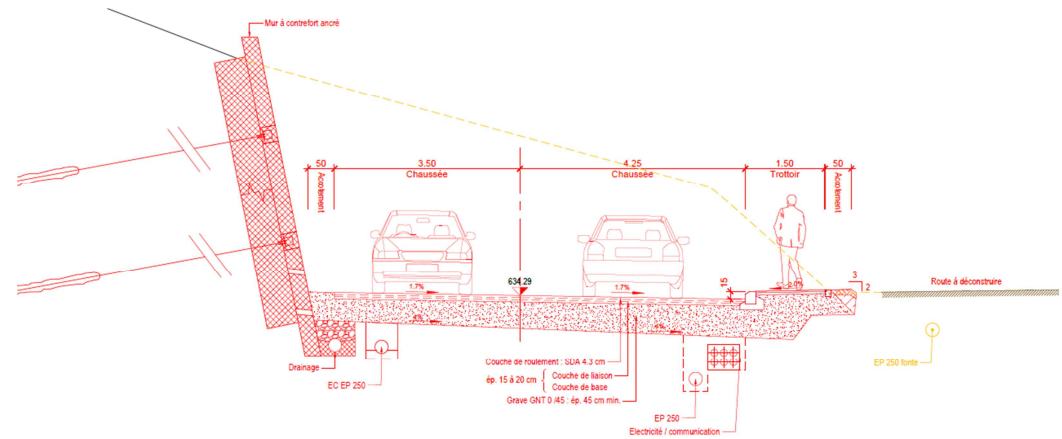 Mur à contrefort ancré
50
3.50
4.25
1.50
50
Accotement
Chaussée
Chaussée
Trottoir
Accotement
634.29
1.7%
1.7%
15
2.0%
3
2
Route à déconstruire
4%
4%
Drainage
EC EP 250
Couche de roulement : SDA 4.3 cm
ép. 15 à 20 cm
Couche de liaison
Couche de base
Grave GNT 0 /45 : ép. 45 cm min.
EP 250
Electricité / communication
EP 250 fonte